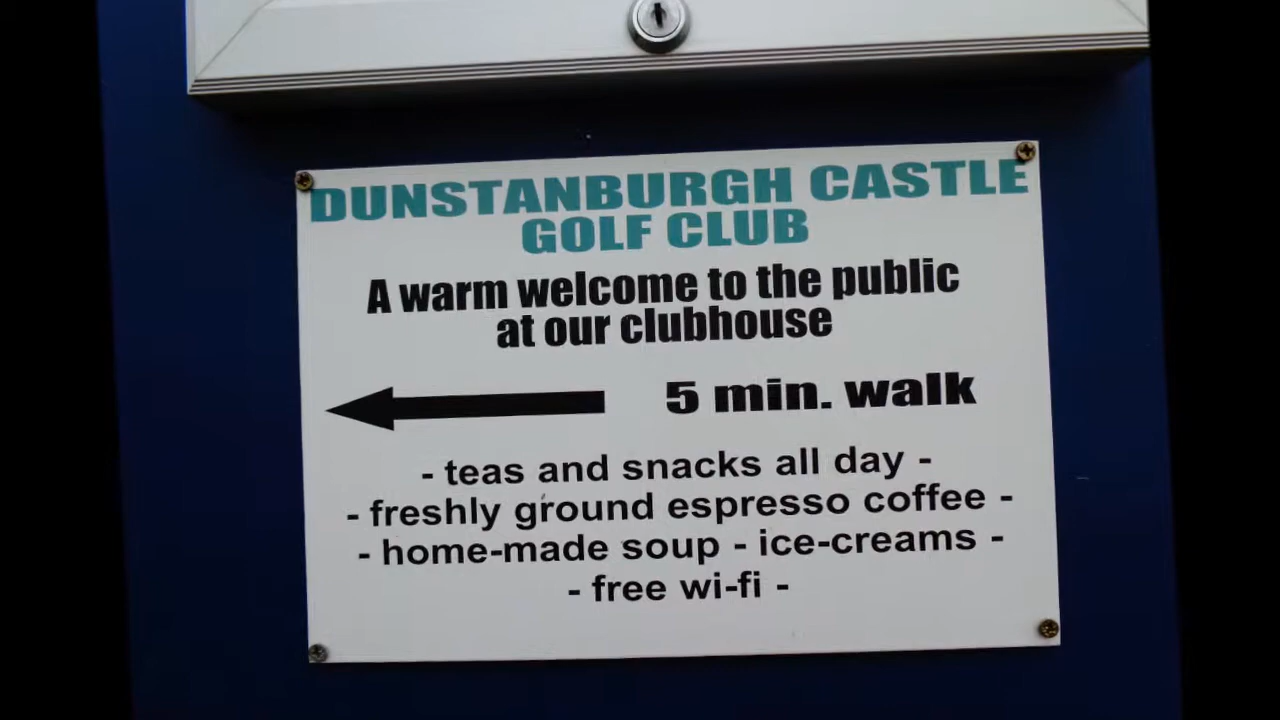 DUNSTANBURGH CASTLE
GOLF CLUB
A warm welcome to the public
at our clubhouse
5 min. walk
- teas and snacks all day -
- freshly ground espresso coffee -
- home-made soup - ice-creams -
- free wi-fi -